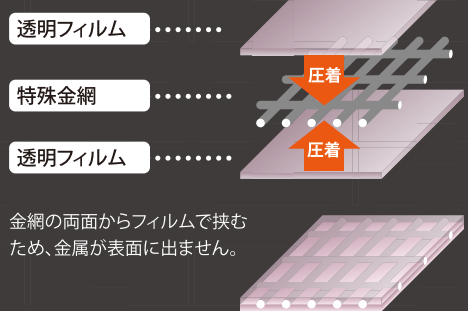 透明フィルム
圧着
特殊金網
圧着
透明フィルム
金網の両面からフィルムで挟む
ため、金属が表面に出ません。